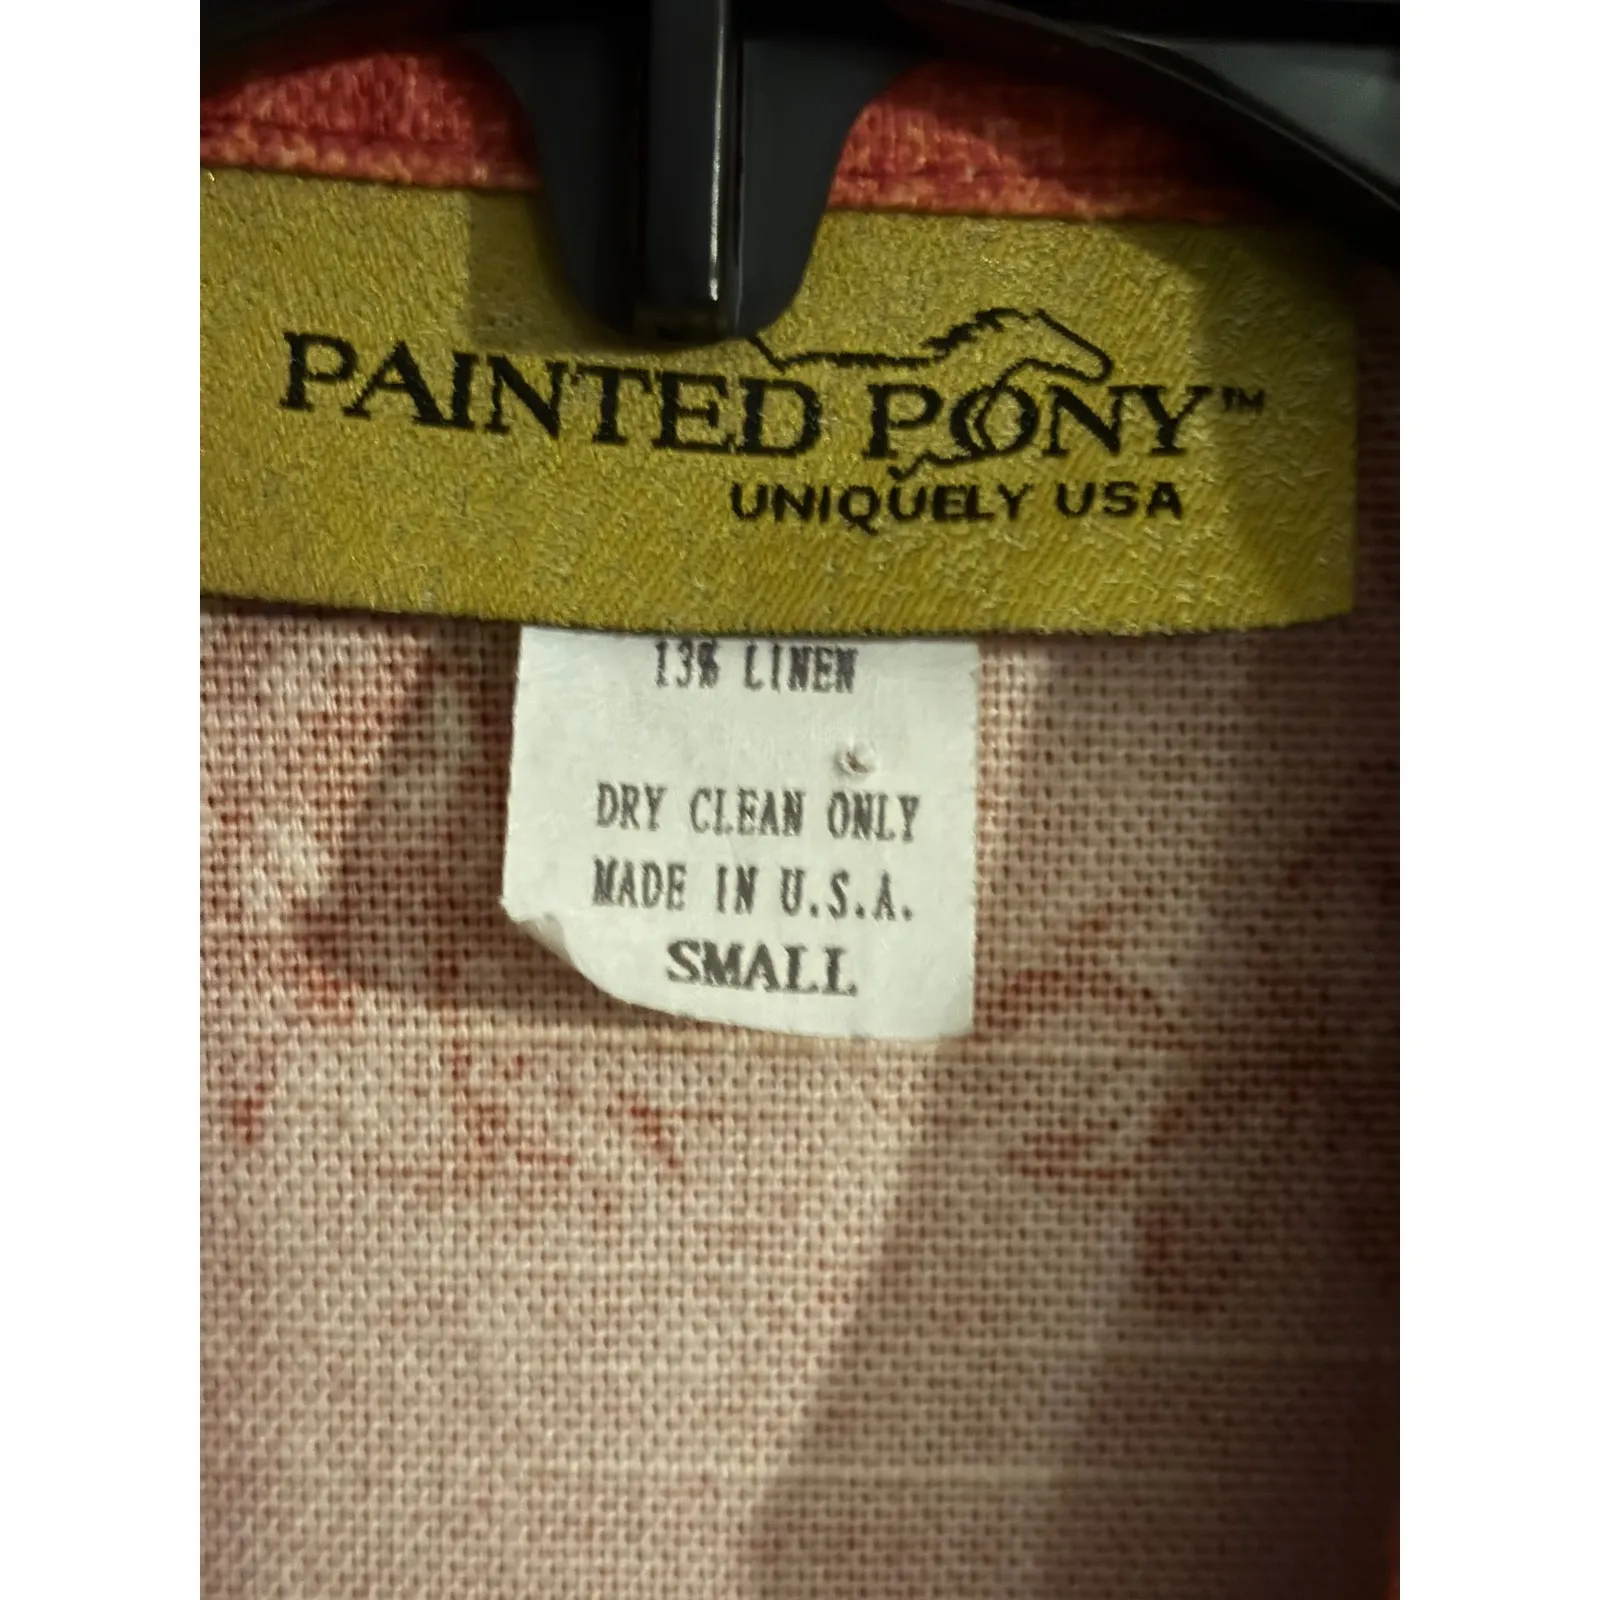 PAINTED PONY™
UNIQUELY USA
13% LINEN
DRY CLEAN ONLY
MADE IN U.S.A.
SMALL